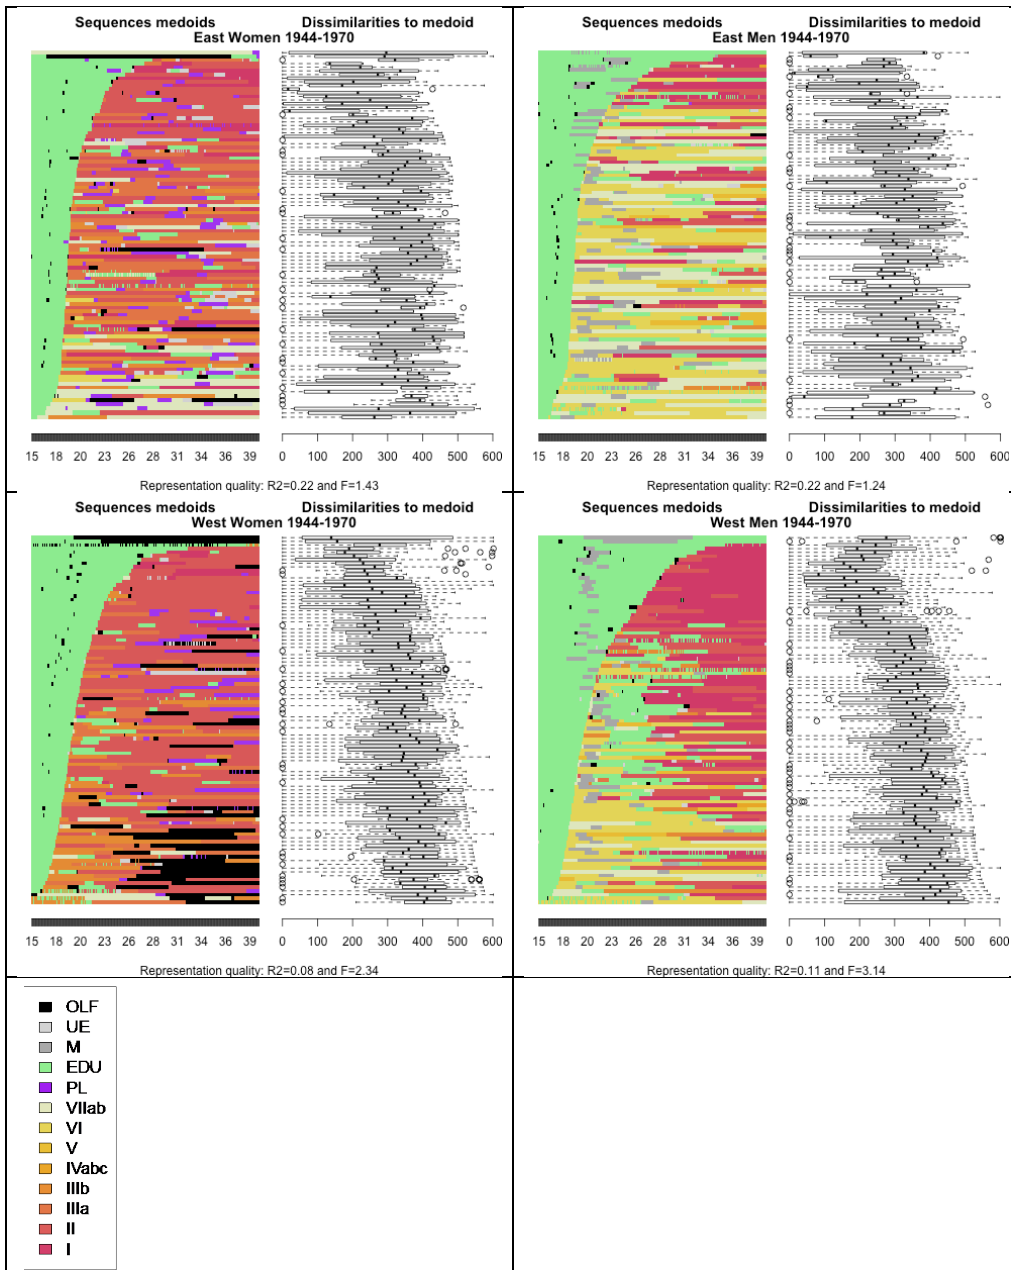 Sequences medoids Dissimilarities to medoid
East Women 1944-1970
15 18 20 23 26 28 31 34 36 39 0 100 200 300 400 500 600
Representation quality: R2=0.22 and F=1.43
Sequences medoids Dissimilarities to medoid
East Men 1944-1970
15 18 20 23 26 28 31 34 36 39 0 100 200 300 400 500 600
Representation quality: R2=0.22 and F=1.24
Sequences medoids Dissimilarities to medoid
West Women 1944-1970
15 18 20 23 26 28 31 34 36 39 0 100 200 300 400 500 600
Representation quality: R2=0.08 and F=2.34
Sequences medoids Dissimilarities to medoid
West Men 1944-1970
15 18 20 23 26 28 31 34 36 39 0 100 200 300 400 500 600
Representation quality: R2=0.11 and F=3.14
OLF
UE
M
EDU
PL
VIIab
VI
V
IVabc
IIIb
IIIa
II
I